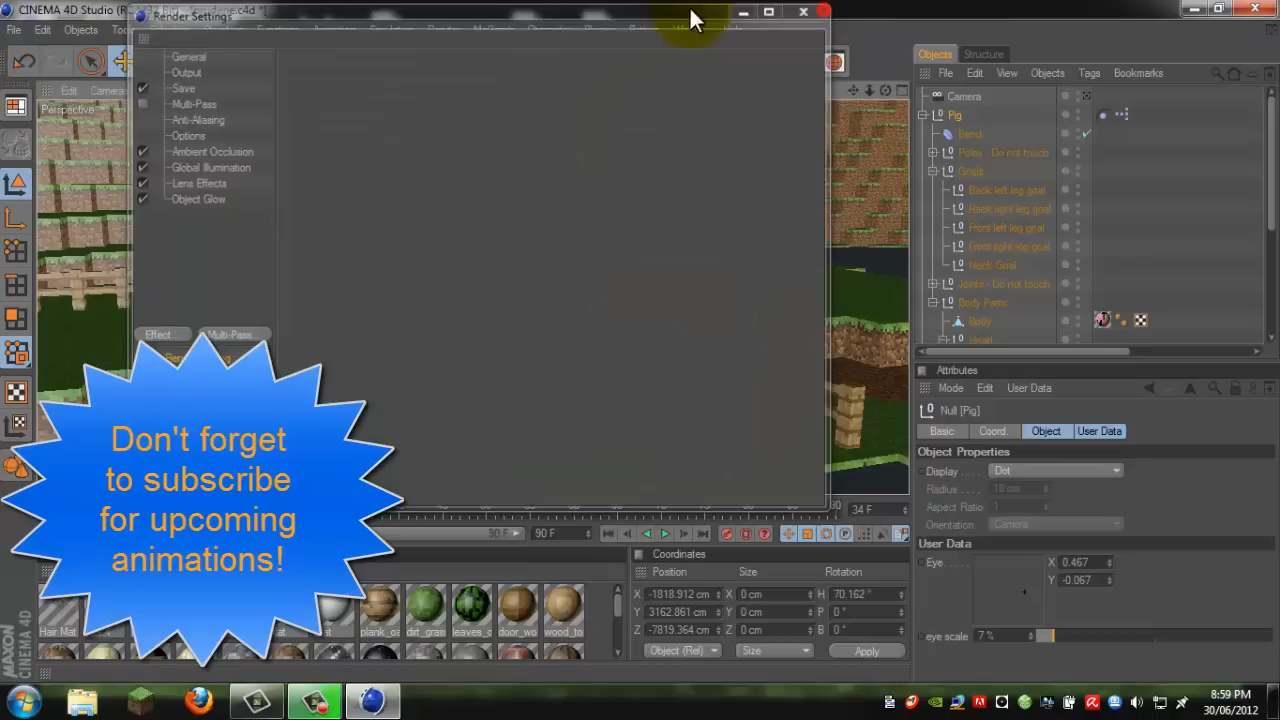 CINEMA 4D Studio
Render Settings
File Edit Objects
General
Output
Save
Multi-Pass
Anti-Aliasing
Options
Ambient Occlusion
Global Illumination
Lens Effects
Object Glow
Effect... Multi-Pass...
Edit Cameras
Perspective
Objects Structure
File Edit View Objects Tags Bookmarks
Camera
Pig
Bend
Poles - Do not touch
Goals
Back left leg goal
Back right leg goal
Front left leg goal
Front right leg goal
Neck Goal
Joints - Do not touch
Body Parts
Body
Head
Attributes
Mode Edit User Data
Null [Pig]
Basic Coord. Object User Data
Object Properties
Display . . . . Dot
Radius . . . . 10 cm
Aspect Ratio 1
Orientation. Camera
User Data
Eye X 0.467
Y -0.067
eye scale 7 %
Don't forget
to subscribe
for upcoming
animations!
34 F
90 F 90 F
Coordinates
Position Size Rotation
X -1818.912 cm X 0 cm H 70.162 °
Y 3162.861 cm Y 0 cm P 0 °
Z -7819.364 cm Z 0 cm B 0 °
Object (Rel) Size Apply
Hair Mat plank_oa dirt_grass leaves_o door_wo wood_to
MAXON
CINEMA 4D
8:59 PM
30/06/2012